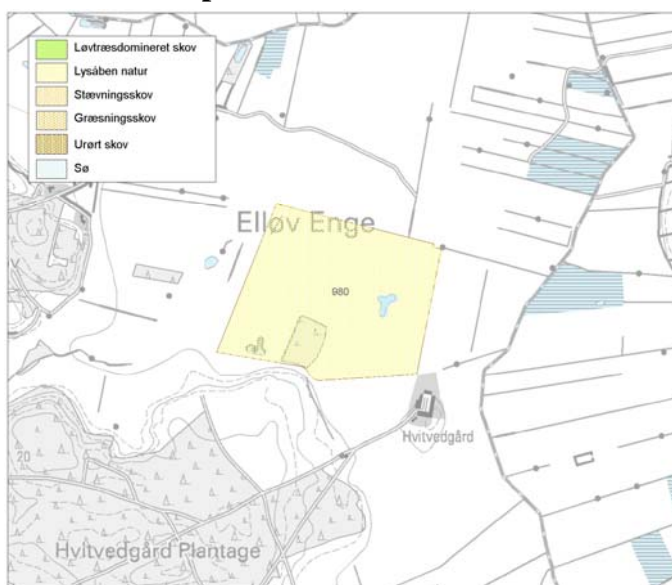 Løvtræsdomineret skov
Lysåben natur
Stævningsskov
Græsningsskov
Urørt skov
Sø
Elløv Enge
980
Hvitvedgård
20
Hvitvedgård Plantage